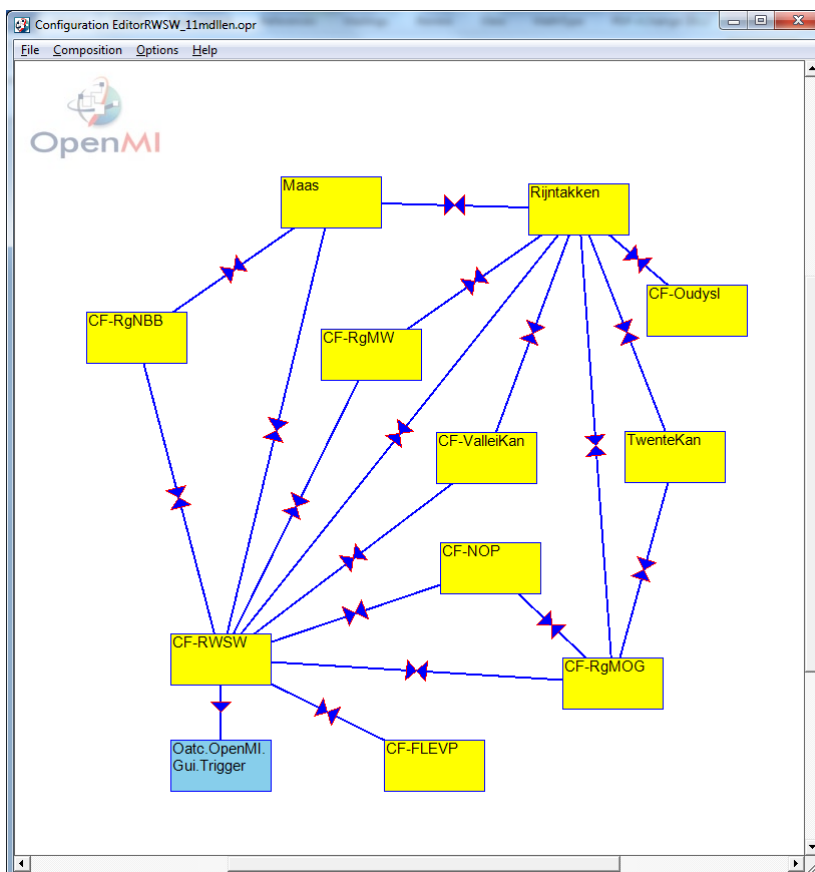 Configuration EditorRWSW_11mdllen.opr
File Composition Options Help
OpenMI
Maas
Rijntakken
CF-OudysI
CF-RgNBB
CF-RgMW
CF-ValleiKan
TwenteKan
CF-NOP
CF-RWSW
CF-RgMOG
Oatc.OpenMI.
Gui.Trigger
CF-FLEVP